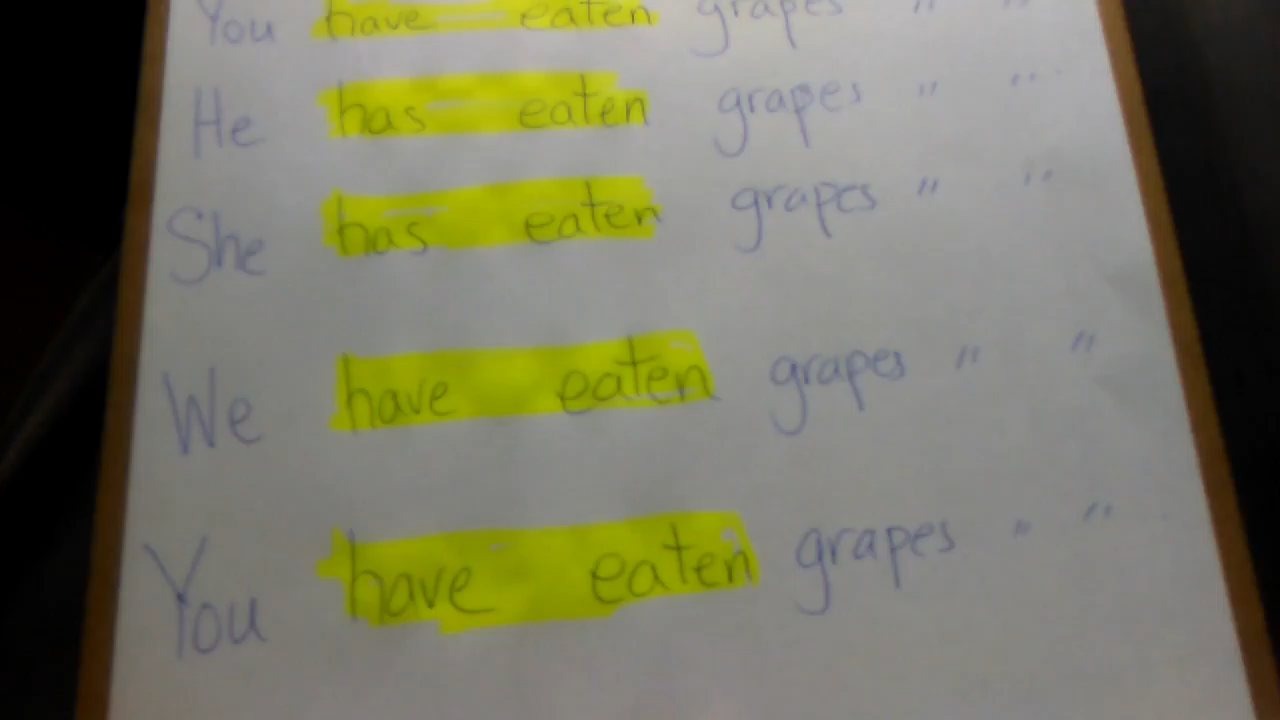 You have eaten grapes " "
He has eaten grapes " "
She has eaten grapes " "
We have eaten grapes " "
You have eaten grapes " "